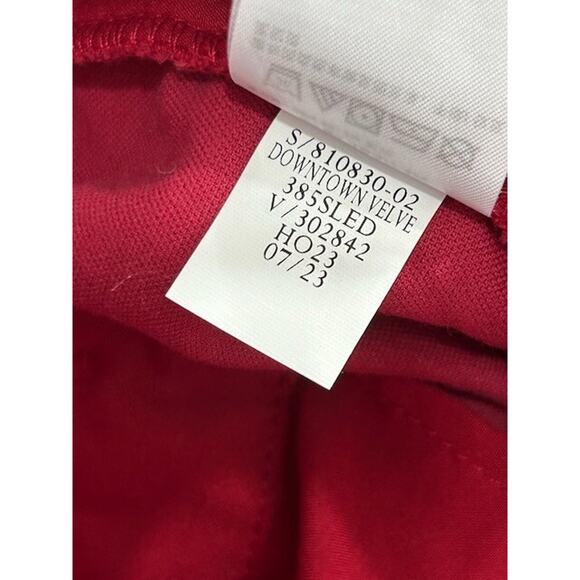 S/810830-02
DOWNTOWN VELVE
385SLED
V/302842
HO23
07/23